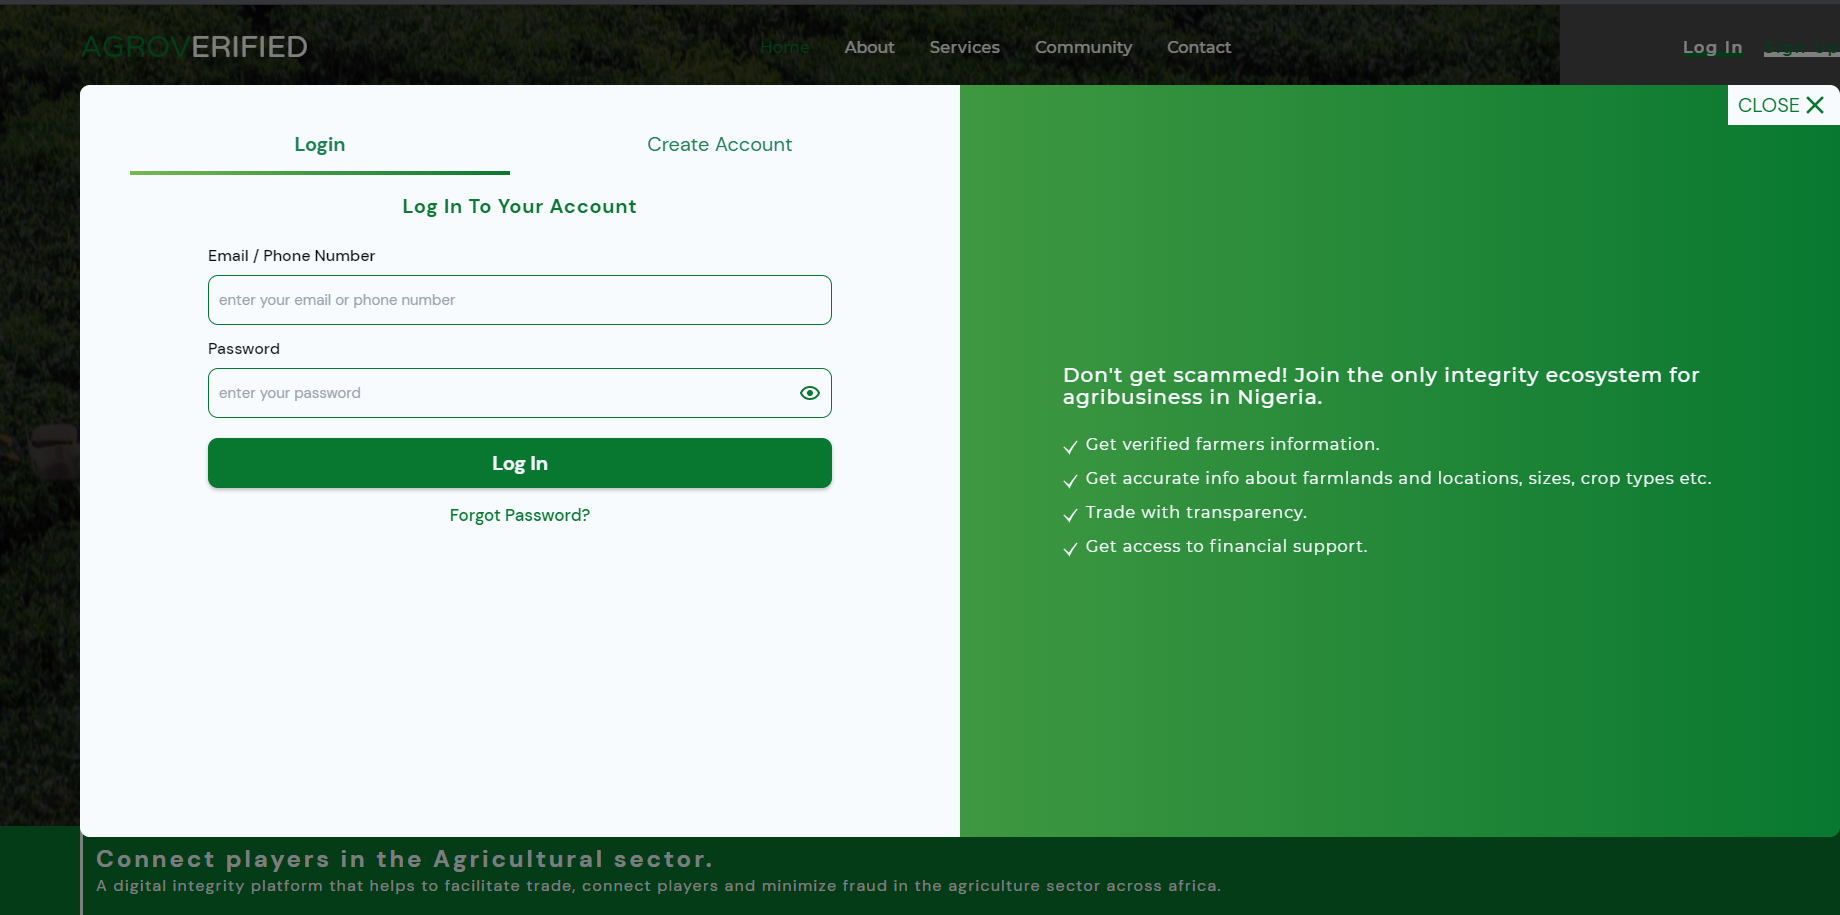 AGROVERIFIED
Home About Services Community Contact
Log In
CLOSE
Login Create Account
Log In To Your Account
Email / Phone Number
enter your email or phone number
Password
enter your password
Log In
Forgot Password?
Don't get scammed! Join the only integrity ecosystem for
agribusiness in Nigeria.
Get verified farmers information.
Get accurate info about farmlands and locations, sizes, crop types etc.
Trade with transparency.
Get access to financial support.
Connect players in the Agricultural sector.
A digital integrity platform that helps to facilitate trade, connect players and minimize fraud in the agriculture sector across africa.